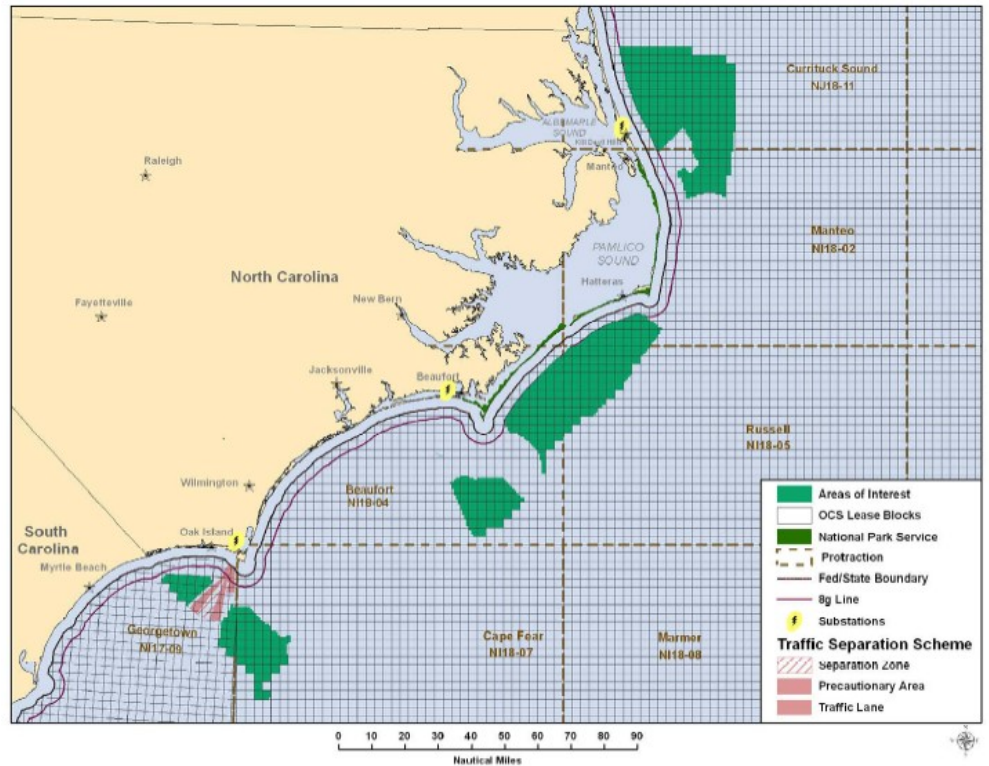 Currituck Sound
NJ18-11
ALBEMARLE
SOUND
Kill Devil Hills
Manteo
Raleigh
Manteo
NI18-02
PAMLICO
SOUND
North Carolina
Hatteras
Fayetteville
New Bern
Jacksonville
Beaufort
Russell
NI18-05
Wilmington
Beaufort
NI18-04
South
Carolina
Oak Island
Myrtle Beach
Georgetown
NI17-09
Cape Fear
NI18-07
Marmer
NI18-08
Areas of Interest
OCS Lease Blocks
National Park Service
Protraction
Fed/State Boundary
8g Line
Substations
Traffic Separation Scheme
Separation Zone
Precautionary Area
Traffic Lane
0 10 20 30 40 50 60 70 80 90
Nautical Miles